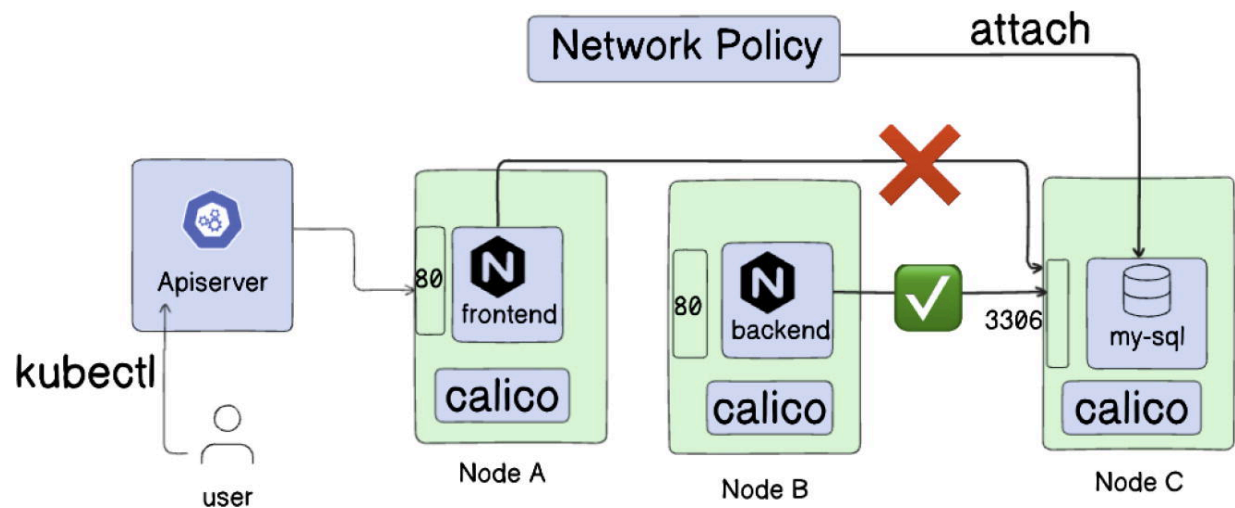 Network Policy
attach
Apiserver
kubectl
user
80
N
frontend
calico
Node A
80
N
backend
calico
Node B
3306
my-sql
calico
Node C